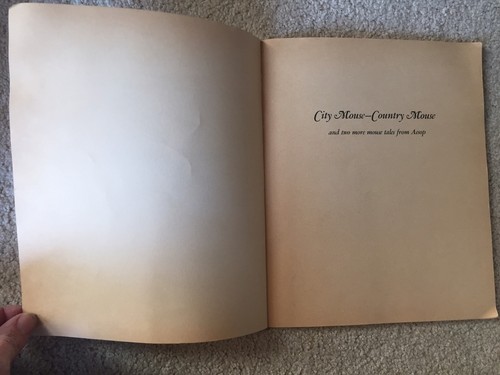 City Mouse–Country Mouse
and two more mouse tales from Aesop